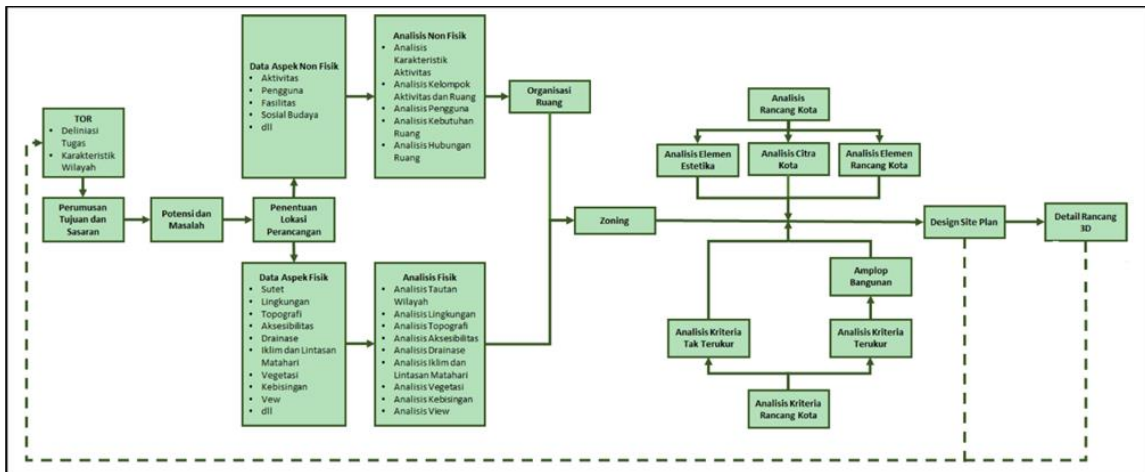 TOR
• Deliniasi
Tugas
• Karakteristik
Wilayah
Perumusan
Tujuan dan
Sasaran
Potensi dan
Masalah
Penentuan
Lokasi
Perancangan
Data Aspek Non Fisik
• Aktivitas
• Pengguna
• Fasilitas
• Sosial Budaya
• dll
Analisis Non Fisik
• Analisis
Karakteristik
Aktivitas
• Analisis Kelompok
Aktivitas dan Ruang
• Analisis Pengguna
• Analisis Kebutuhan
Ruang
• Analisis Hubungan
Ruang
Organisasi
Ruang
Data Aspek Fisik
• Sutet
• Lingkungan
• Topografi
• Aksesibilitas
• Drainase
• Iklim dan Lintasan
Matahari
• Vegetasi
• Kebisingan
• Vew
• dll
Analisis Fisik
• Analisis Tautan
Wilayah
• Analisis Lingkungan
• Analisis Topografi
• Analisis Aksesibilitas
• Analisis Drainase
• Analisis Iklim dan
Lintasan Matahari
• Analisis Vegetasi
• Analisis Kebisingan
• Analisis View
Zoning
Analisis
Rancang Kota
Analisis Elemen
Estetika
Analisis Citra
Kota
Analisis Elemen
Rancang Kota
Amplop
Bangunan
Analisis Kriteria
Tak Terukur
Analisis Kriteria
Terukur
Analisis Kriteria
Rancang Kota
Design Site Plan
Detail Rancang
3D